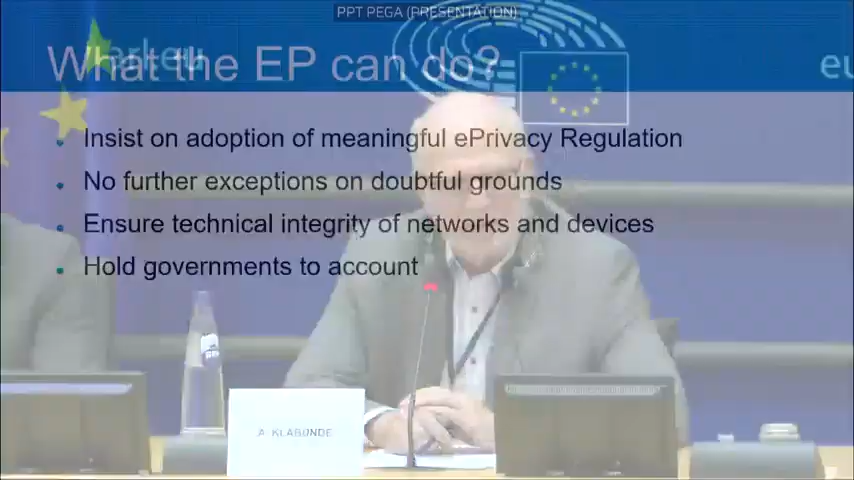 PPT PEGA (PRESENTATION)
What the EP can do?
eu
Insist on adoption of meaningful ePrivacy Regulation
No further exceptions on doubtful grounds
Ensure technical integrity of networks and devices
Hold governments to account
A. KLABUNDE